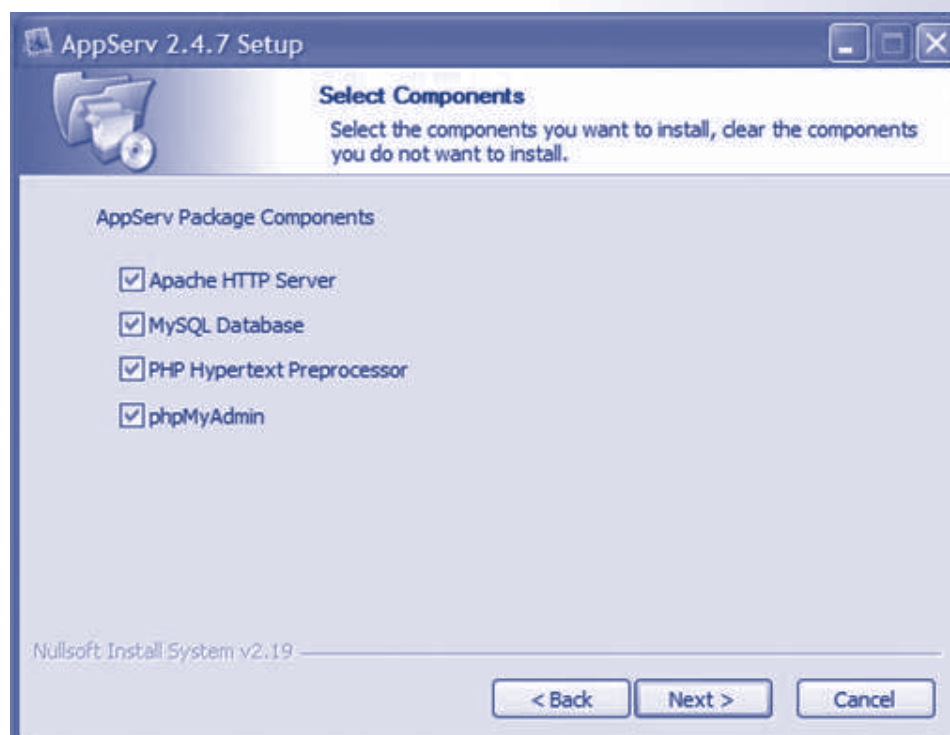 AppServ 2.4.7 Setup
Select Components
Select the components you want to install, clear the components
you do not want to install.
AppServ Package Components
Apache HTTP Server
MySQL Database
PHP Hypertext Preprocessor
phpMyAdmin
Nullsoft Install System v2.19
< Back Next > Cancel